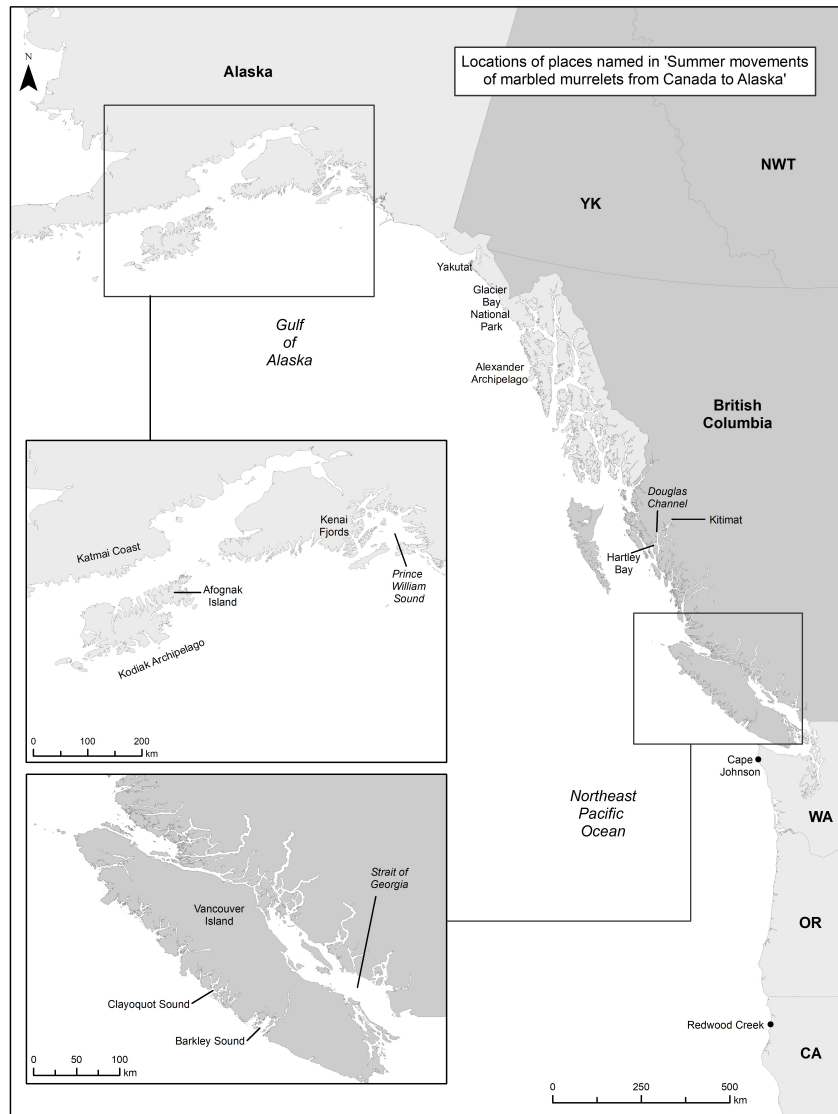 Locations of places named in 'Summer movements
of marbled murrelets from Canada to Alaska'
N
Alaska
NWT
YK
Yakutat
Glacier
Bay
National
Park
Gulf
of
Alaska
Alexander
Archipelago
British
Columbia
Douglas
Channel
Kitimat
Hartley
Bay
Kenai
Fjords
Katmai Coast
Prince
William
Sound
Afognak
Island
Kodiak Archipelago
0 100 200
km
Cape
Johnson
Northeast
Pacific
Ocean
WA
Strait of
Georgia
Vancouver
Island
OR
Clayoquot Sound
Barkley Sound
Redwood Creek
CA
0 50 100
km
0 250 500
km